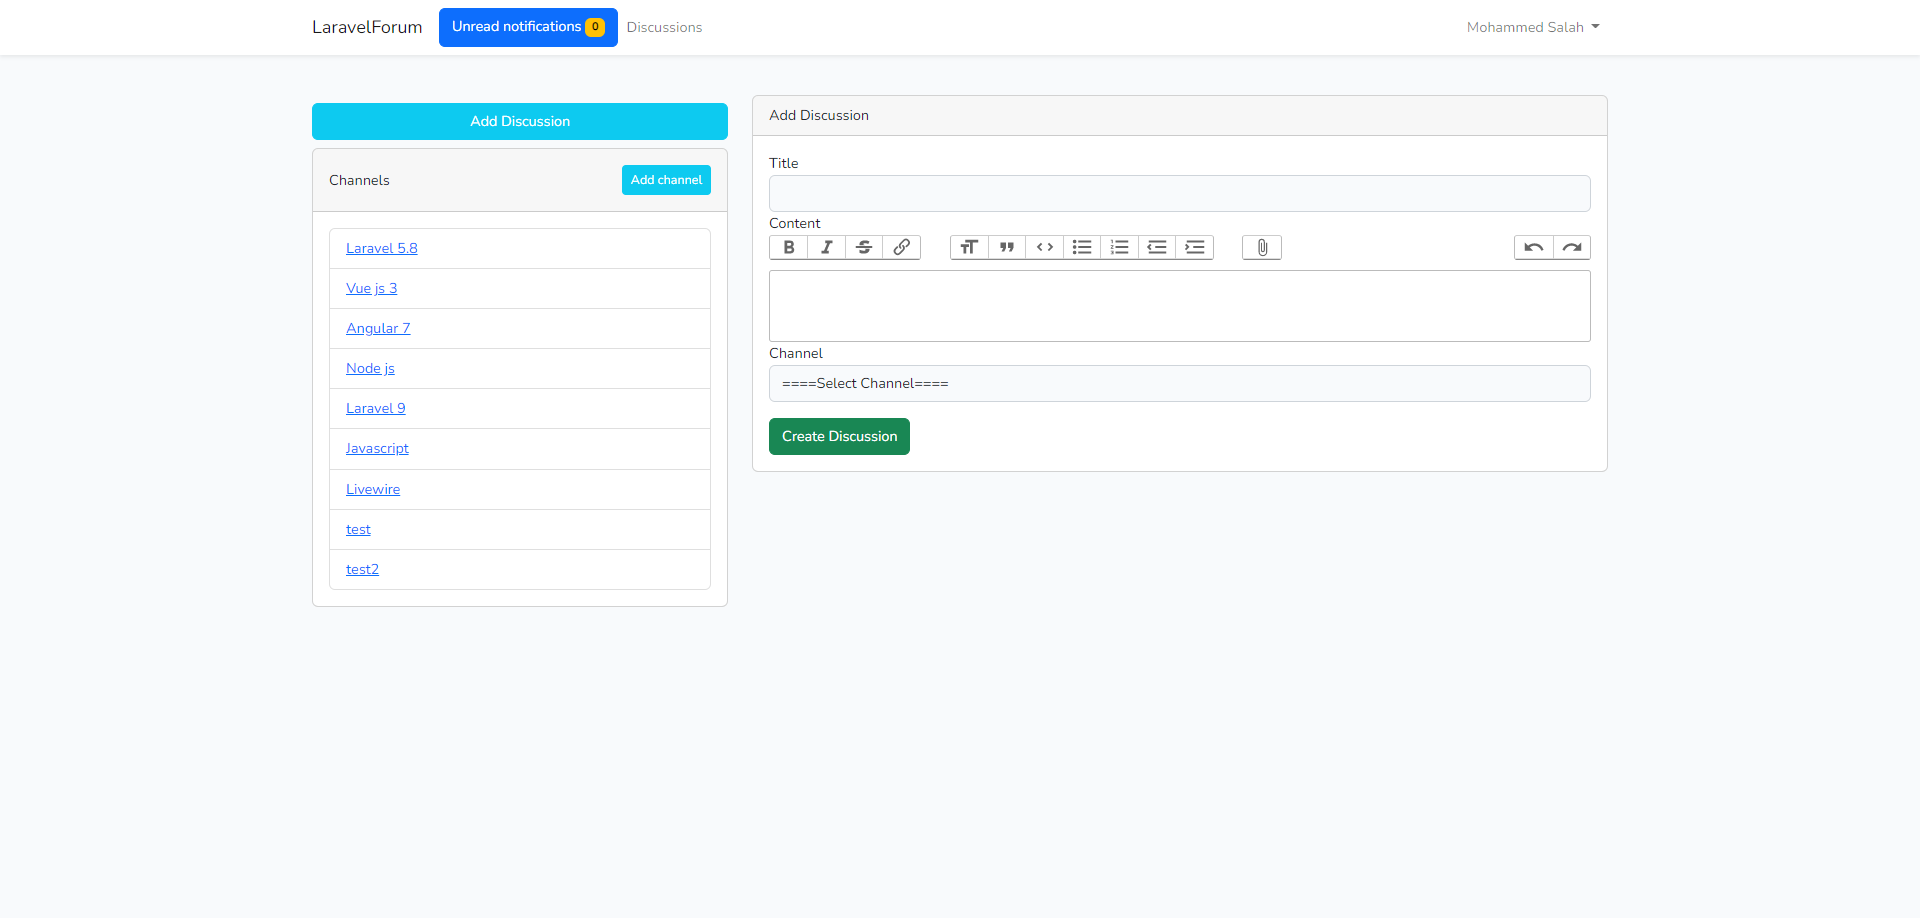 LaravelForum Unread notifications 0 Discussions Mohammed Salah
Add Discussion
Channels Add channel
Laravel 5.8
Vue js 3
Angular 7
Node js
Laravel 9
Javascript
Livewire
test
test2
Add Discussion
Title
Content
Channel
====Select Channel====
Create Discussion